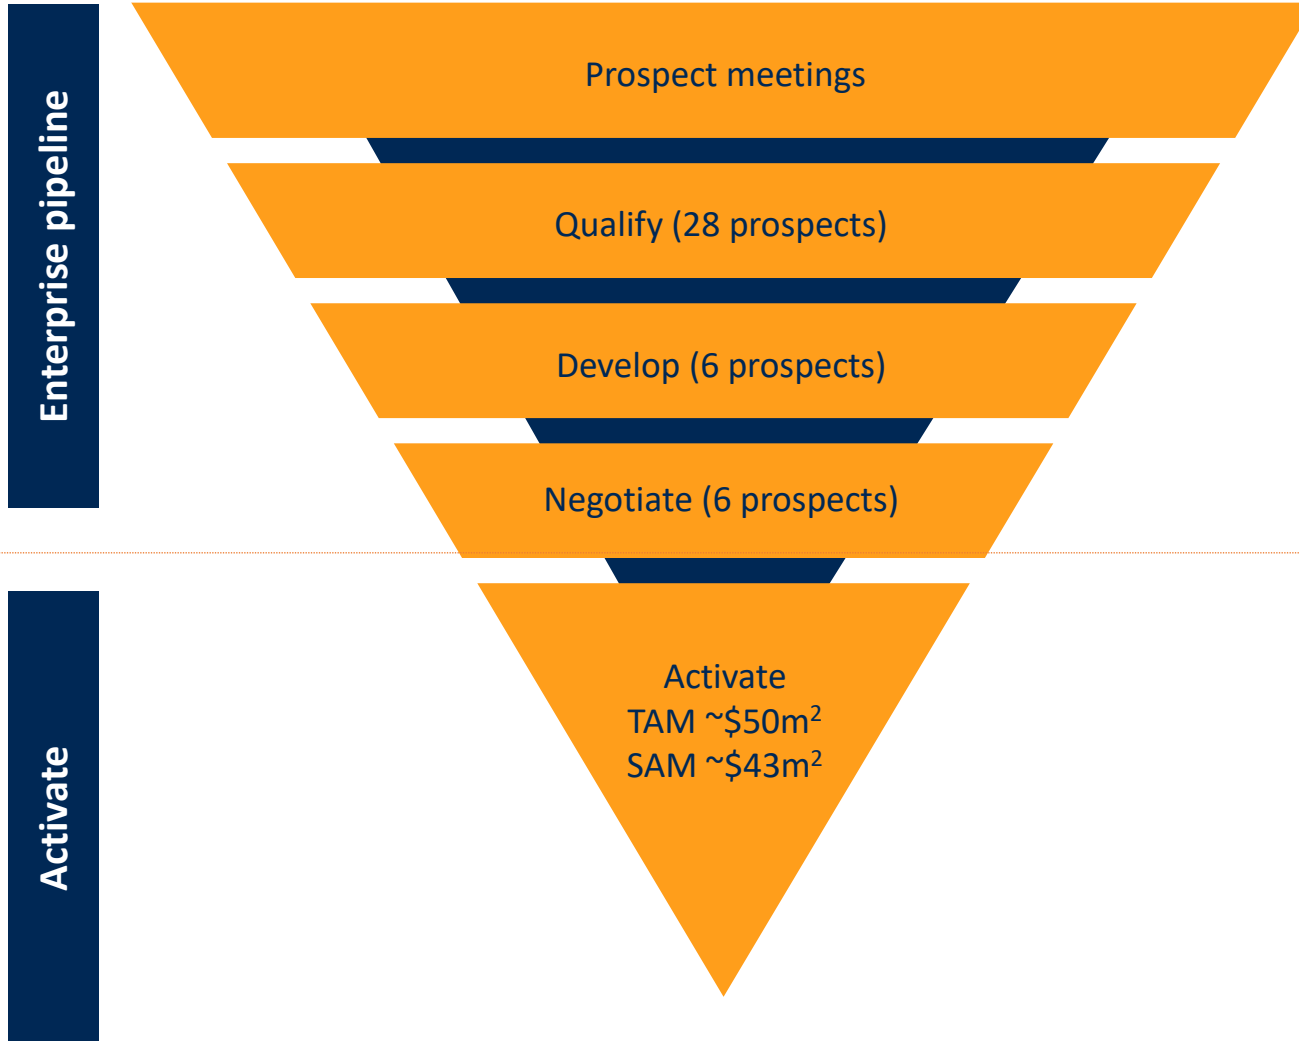 Enterprise pipeline
Prospect meetings
Qualify (28 prospects)
Develop (6 prospects)
Negotiate (6 prospects)
Activate
Activate
TAM ~$50m²
SAM ~$43m²